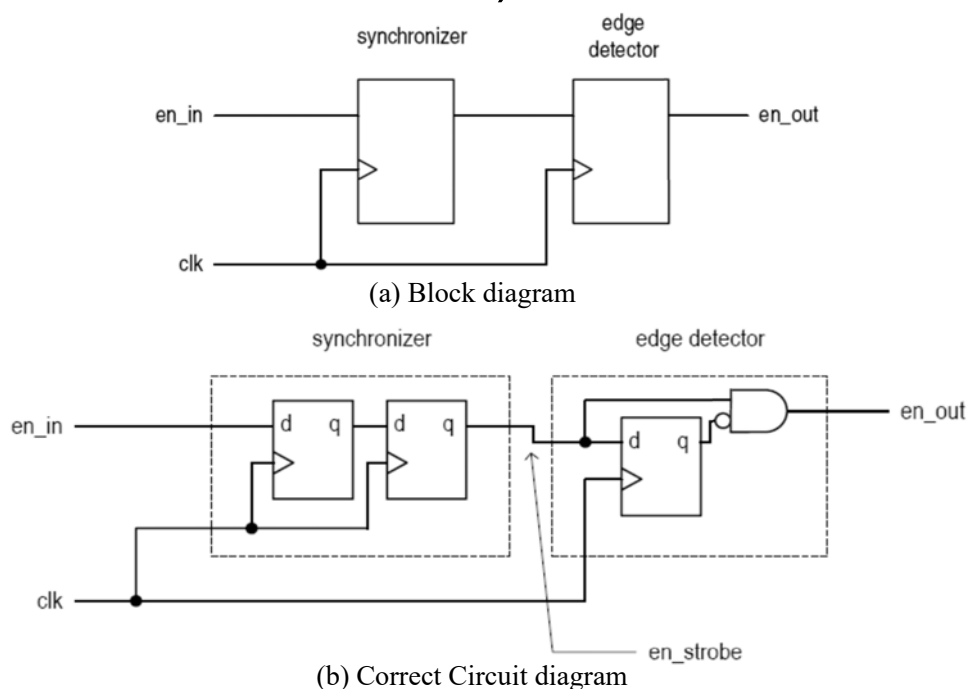 synchronizer
edge
detector
en_in
en_out
clk
(a) Block diagram
synchronizer
edge detector
en_in
d q
d q
d q
en_out
clk
en_strobe
(b) Correct Circuit diagram